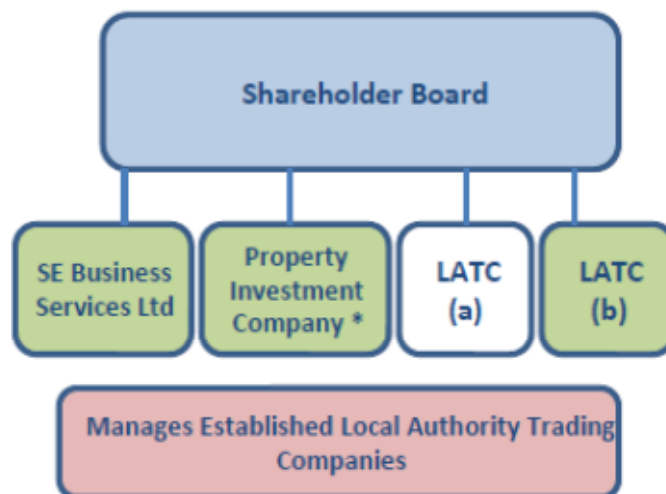 Shareholder Board
SE Business
Services Ltd
Property
Investment
Company *
LATC
(a)
LATC
(b)
Manages Established Local Authority Trading
Companies